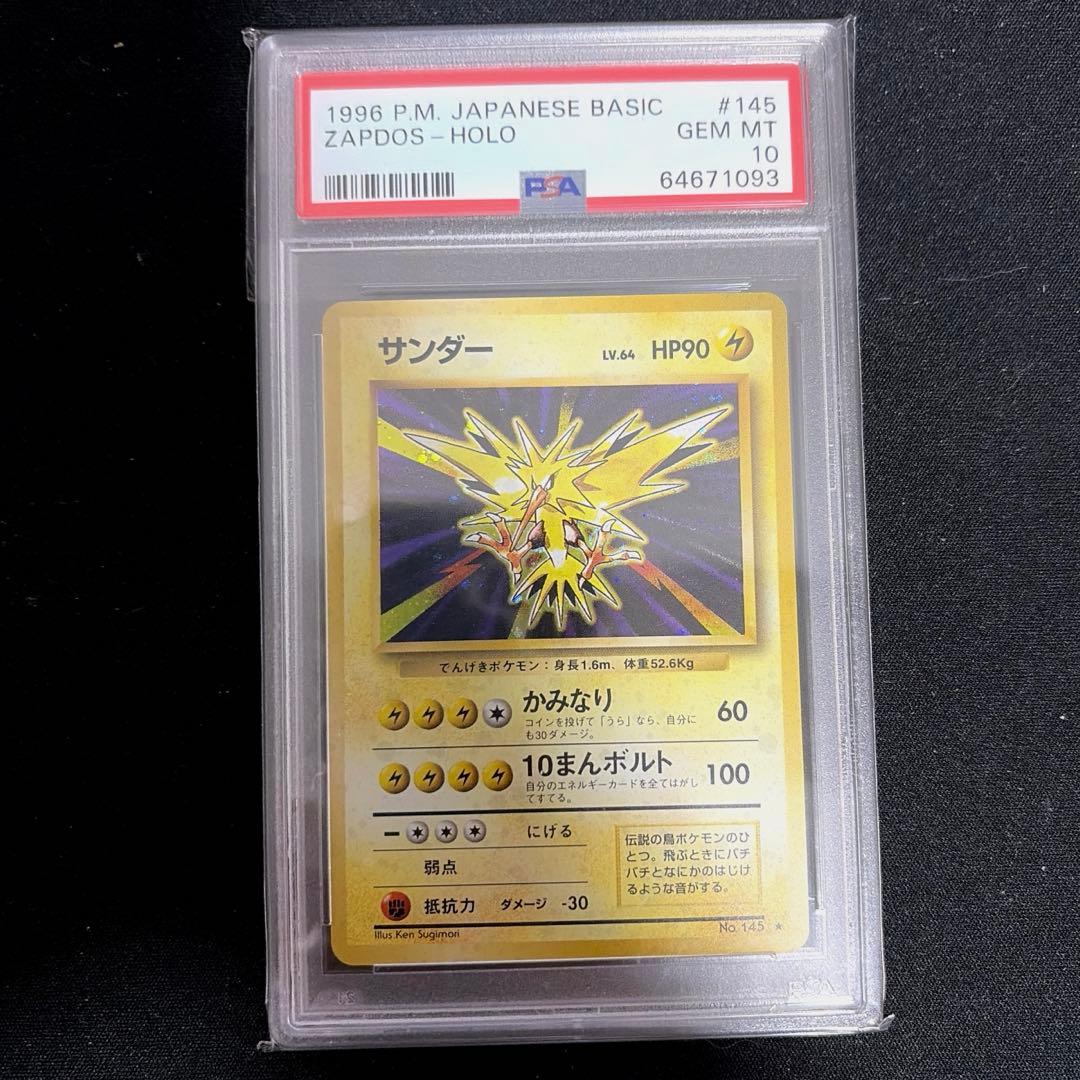 1996 P.M. JAPANESE BASIC #145
ZAPDOS-HOLO GEM MT
10
PSA 64671093
サンダー LV.64 HP90
でんげきポケモン：身長1.6m、体重52.6Kg
かみなり 60
コインを投げて「うら」なら、自分に
も30ダメージ。
10まんボルト 100
自分のエネルギーカードを全てはがし
てすてる。
にげる
弱点
抵抗力 ダメージ -30
伝説の鳥ポケモンのひ
とつ。飛ぶときにバチ
バチとなにかのはじけ
るような音がする。
Illus.Ken Sugimori No.145 ★